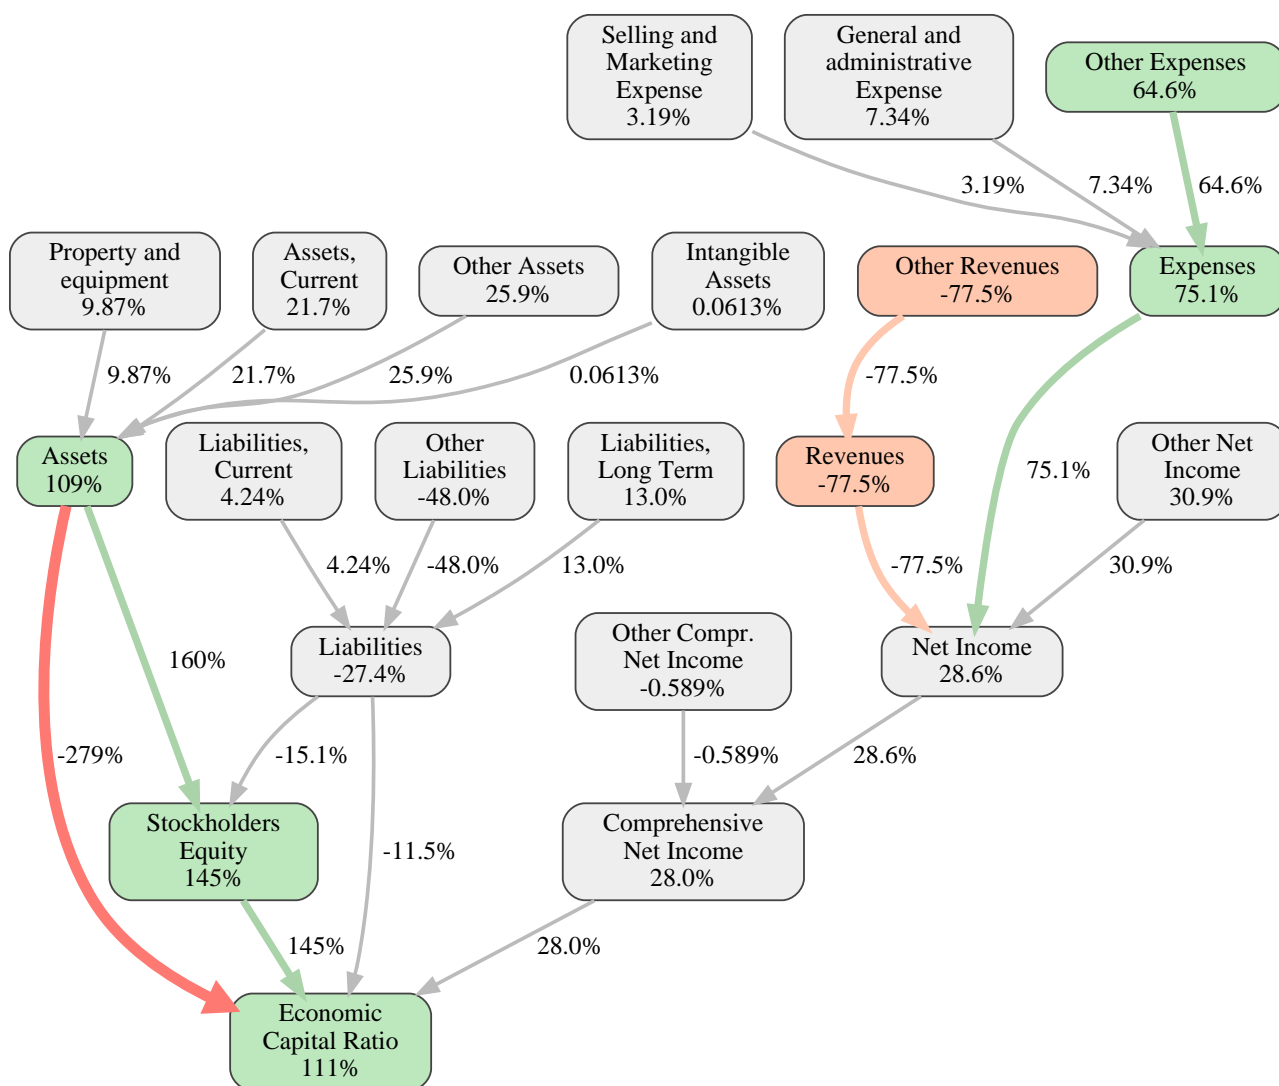 Selling and
Marketing
Expense
3.19%
General and
administrative
Expense
7.34%
Other Expenses
64.6%
3.19%
7.34%
64.6%
Property and
equipment
9.87%
Assets,
Current
21.7%
Other Assets
25.9%
Intangible
Assets
0.0613%
Other Revenues
-77.5%
Expenses
75.1%
9.87%
21.7%
25.9%
0.0613%
-77.5%
Assets
109%
Liabilities,
Current
4.24%
Other
Liabilities
-48.0%
Liabilities,
Long Term
13.0%
Revenues
-77.5%
75.1%
Other Net
Income
30.9%
4.24%
-48.0%
13.0%
-77.5%
30.9%
160%
Liabilities
-27.4%
Other Compr.
Net Income
-0.589%
Net Income
28.6%
-279%
-15.1%
-0.589%
28.6%
Stockholders
Equity
145%
-11.5%
Comprehensive
Net Income
28.0%
145%
28.0%
Economic
Capital Ratio
111%